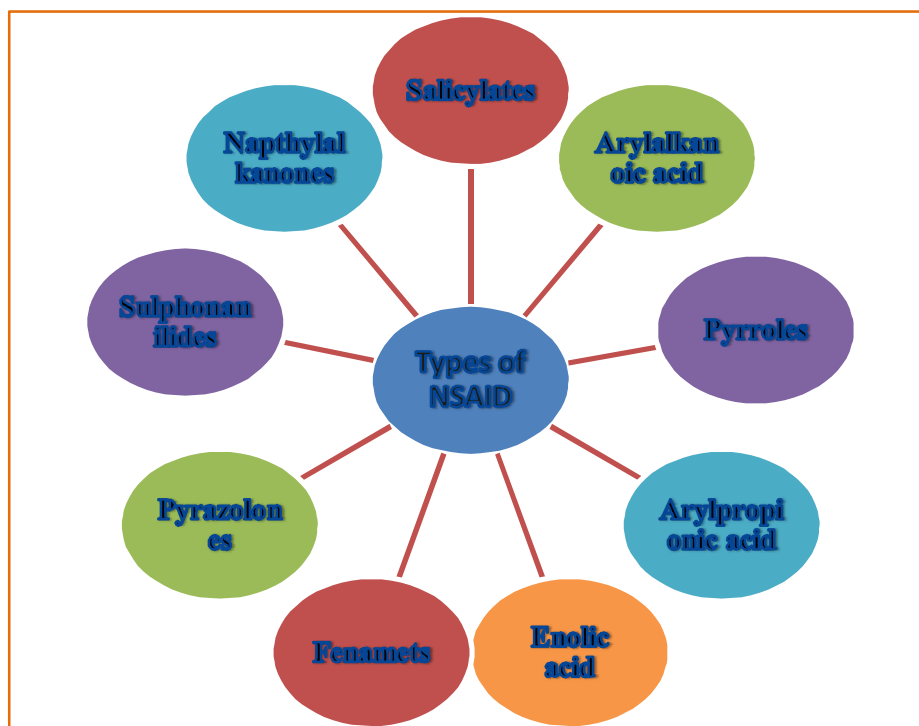 Salicylates
Napthylal
kanones
Arylalkan
oic acid
Sulphonan
ilides
Pyrroles
Types of
NSAID
Pyrazolon
es
Arylpropi
onic acid
Fenamets
Enolic
acid